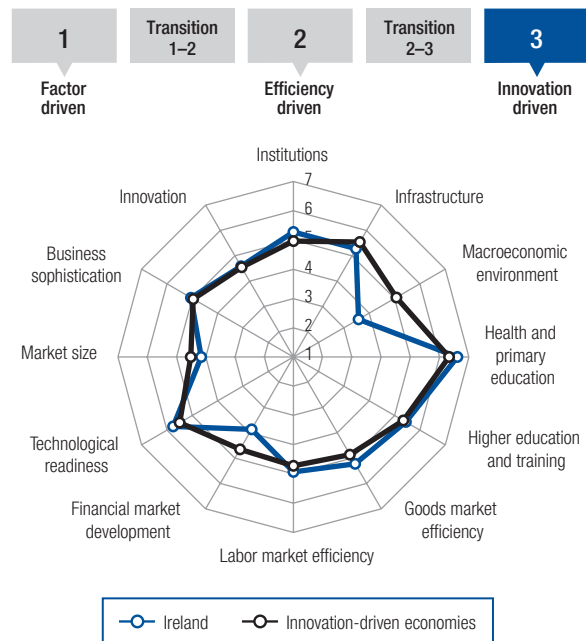 1
Transition
1–2
2
Transition
2–3
3
Factor
driven
Efficiency
driven
Innovation
driven
Institutions
7
Innovation
Infrastructure
6
5
Business
sophistication
Macroeconomic
environment
4
3
2
Market size
1
Health and
primary
education
Technological
readiness
Higher education
and training
Financial market
development
Goods market
efficiency
Labor market efficiency
Ireland
Innovation-driven economies